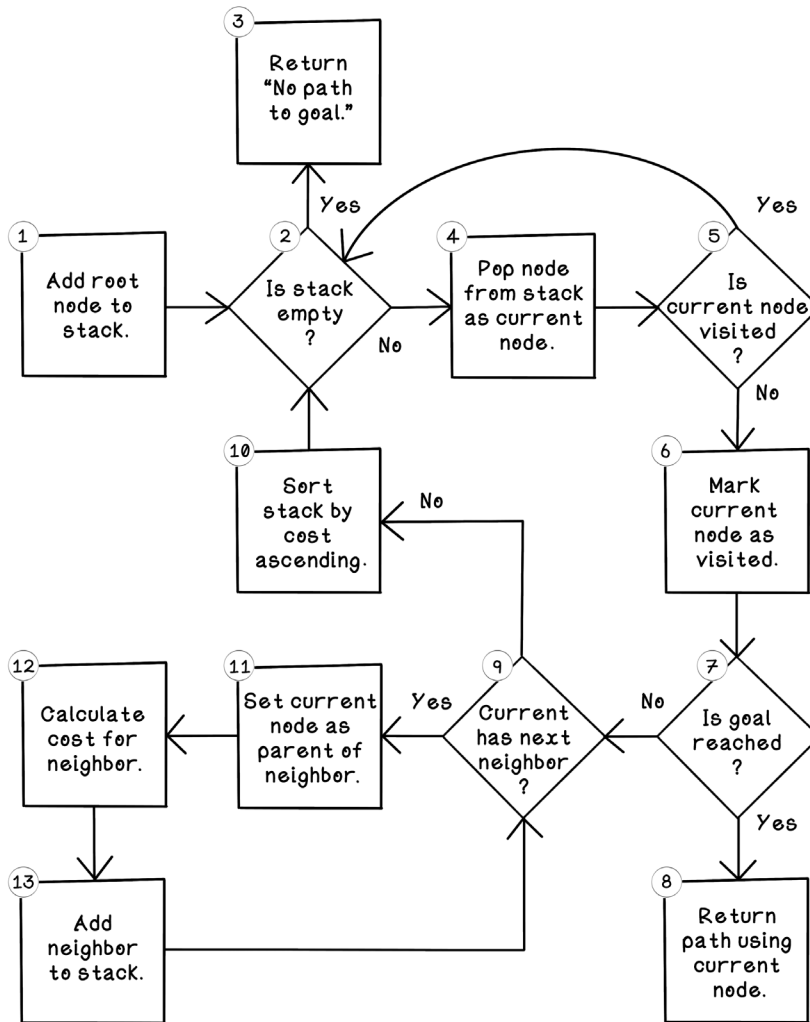 3
Return
“No path
to goal.”
Yes
1
Add root
node to
stack.
2
Is stack
empty
?
No
4
Pop node
from stack
as current
node.
5
Yes
Is
current node
visited
?
No
6
Mark
current
node as
visited.
7
Is goal
reached
?
Yes
No
8
Return
path using
current
node.
9
Current
has next
neighbor
?
No
10
Sort
stack by
cost
ascending.
Yes
11
Set current
node as
parent of
neighbor.
12
Calculate
cost for
neighbor.
13
Add
neighbor
to stack.